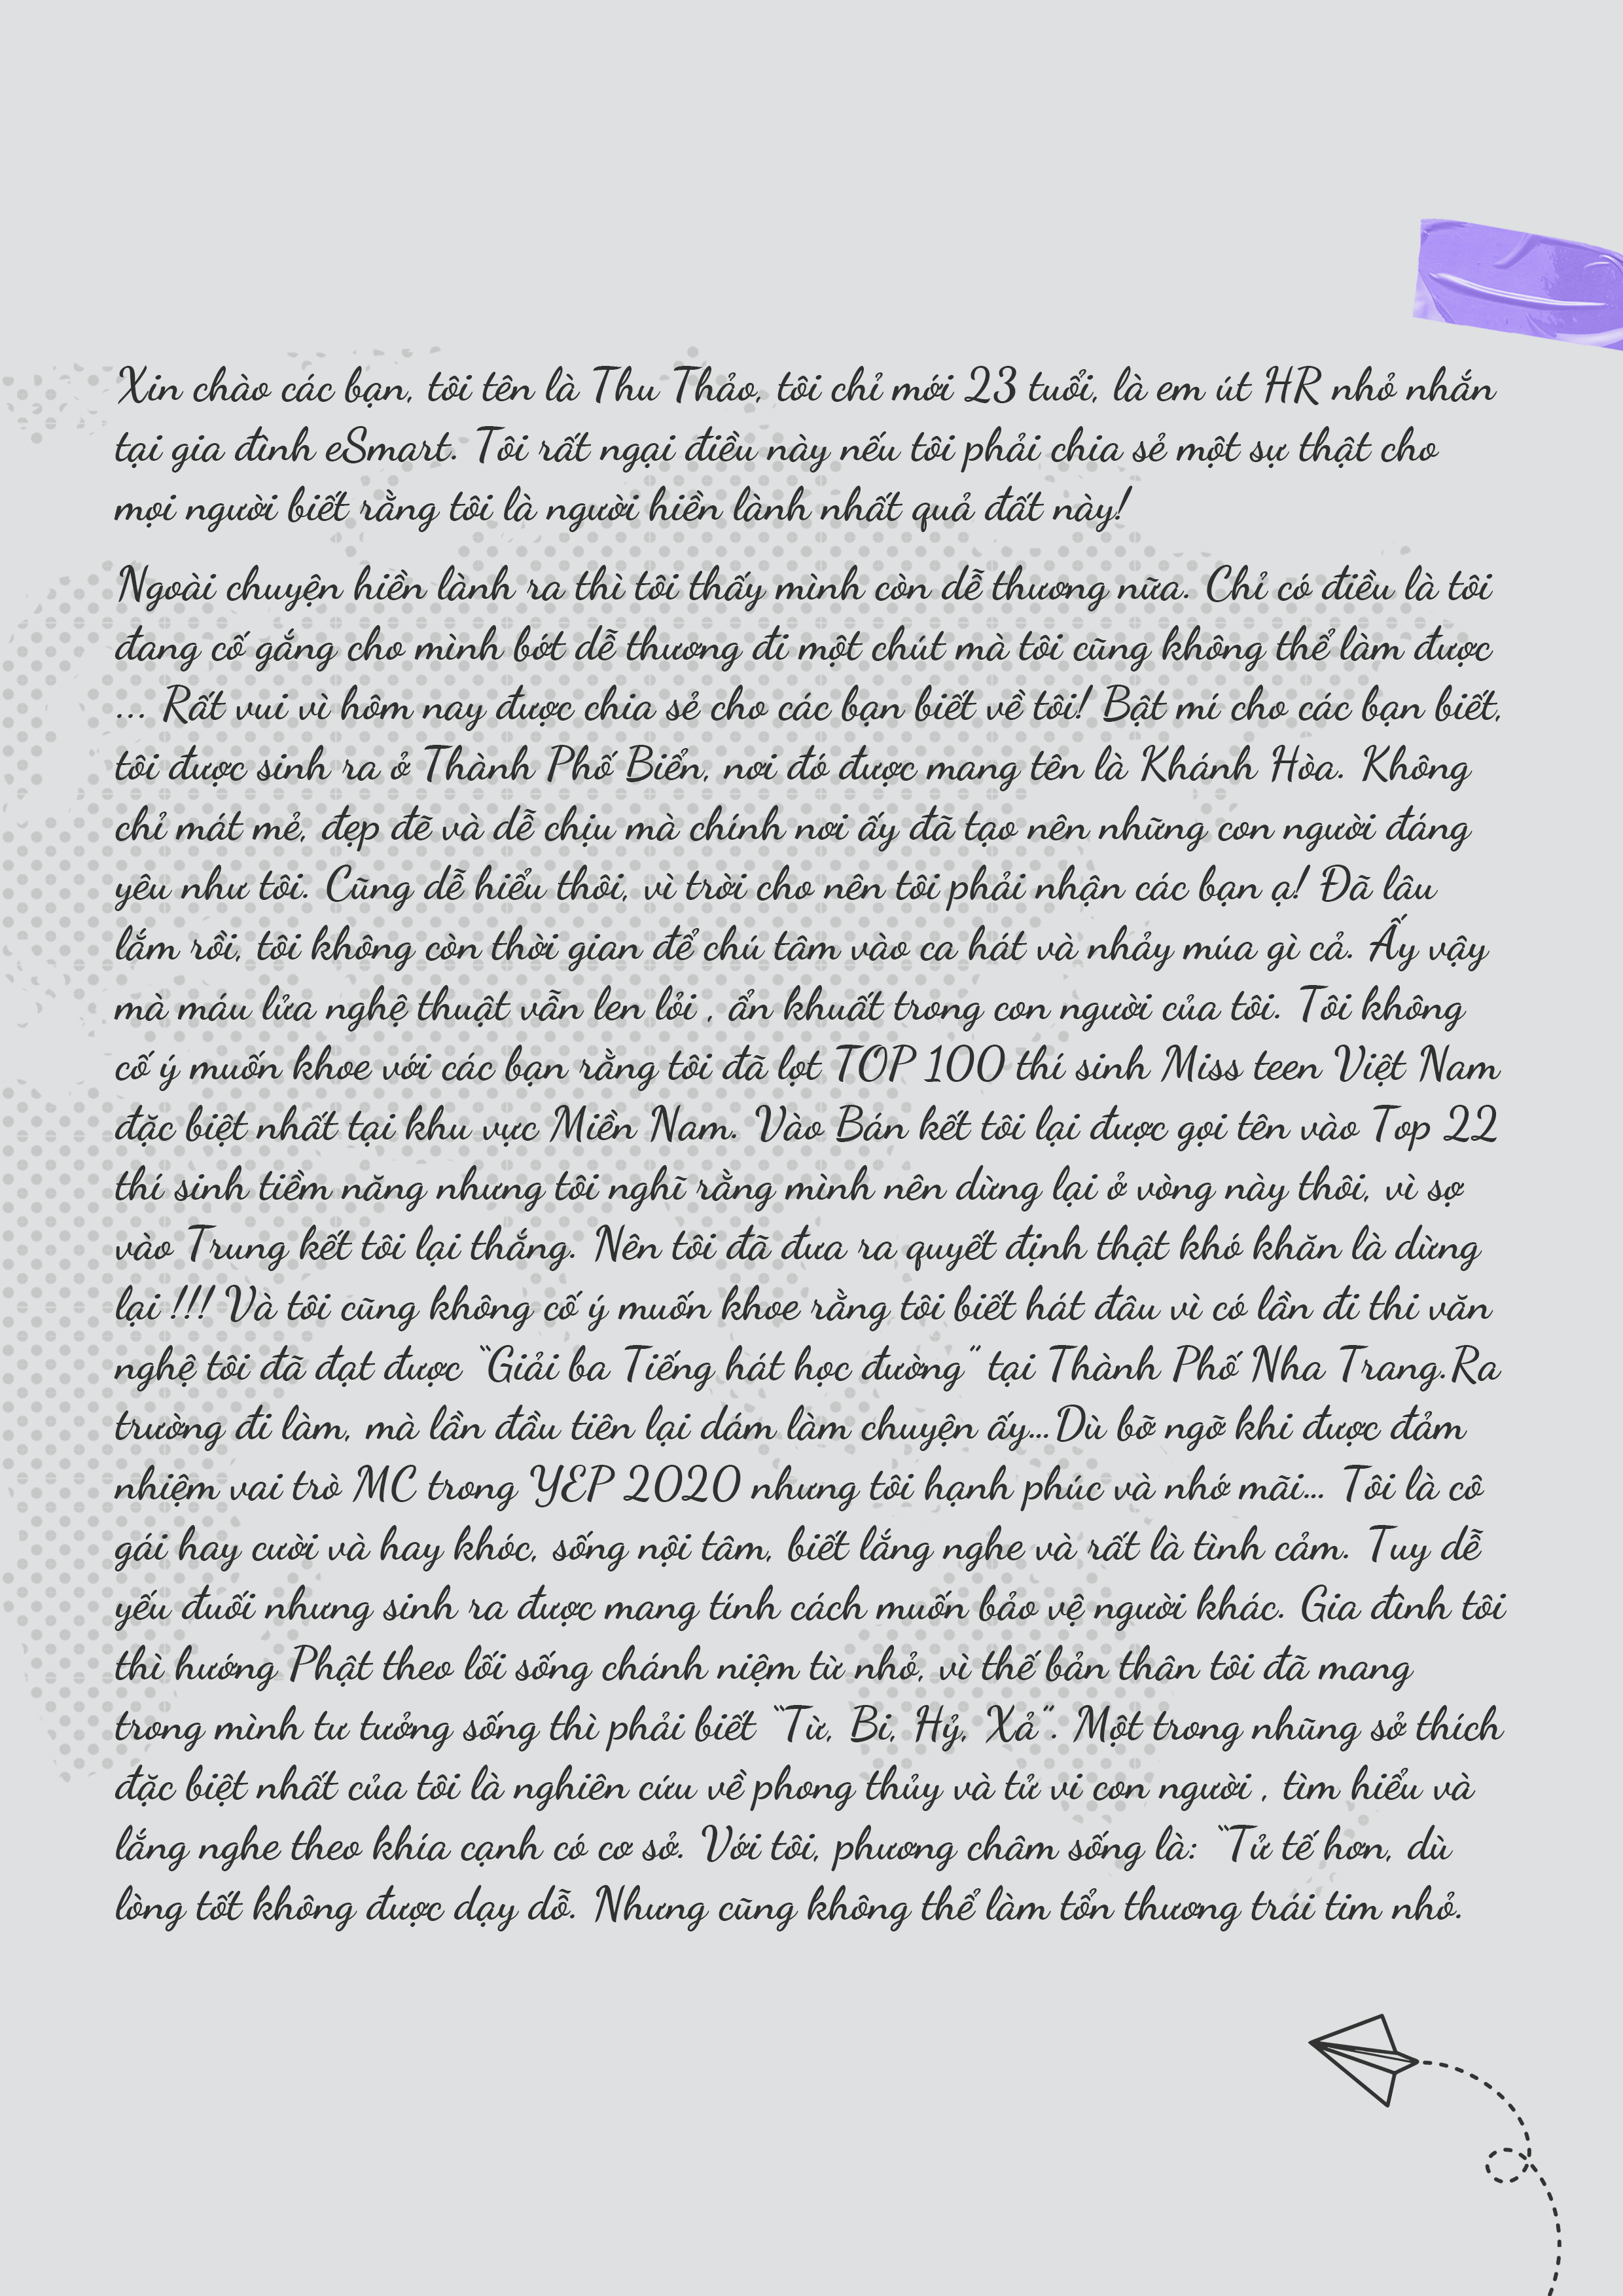 Xin chào các bạn, tôi tên là Thu Thảo, tôi chỉ mới 23 tuổi, là em út HR nhỏ nhắn
tại gia đình eSmart. Tôi rất ngại điều này nếu tôi phải chia sẻ một sự thật cho
mọi người biết rằng tôi là người hiền lành nhất quả đất này!
Ngoài chuyện hiền lành ra thì tôi thấy mình còn dễ thương nữa. Chỉ có điều là tôi
đang cố gắng cho mình bớt dễ thương đi một chút mà tôi cũng không thể làm được
... Rất vui vì hôm nay được chia sẻ cho các bạn biết về tôi! Bật mí cho các bạn biết,
tôi được sinh ra ở Thành Phố Biển, nơi đó được mang tên là Khánh Hòa. Không
chỉ mát mẻ, đẹp đẽ và dễ chịu mà chính nơi ấy đã tạo nên những con người đáng
yêu như tôi. Cũng dễ hiểu thôi, vì trời cho nên tôi phải nhận các bạn ạ! Đã lâu
lắm rồi, tôi không còn thời gian để chú tâm vào ca hát và nhảy múa gì cả. Ấy vậy
mà máu lửa nghệ thuật vẫn len lỏi , ẩn khuất trong con người của tôi. Tôi không
cố ý muốn khoe với các bạn rằng tôi đã lọt TOP 100 thí sinh Miss teen Việt Nam
đặc biệt nhất tại khu vực Miền Nam. Vào Bán kết tôi lại được gọi tên vào Top 22
thí sinh tiềm năng nhưng tôi nghĩ rằng mình nên dừng lại ở vòng này thôi, vì sợ
vào Trung kết tôi lại thắng. Nên tôi đã đưa ra quyết định thật khó khăn là dừng
lại !!! Và tôi cũng không cố ý muốn khoe rằng tôi biết hát đâu vì có lần đi thi văn
nghệ tôi đã đạt được "Giải ba Tiếng hát học đường" tại Thành Phố Nha Trang.Ra
trường đi làm, mà lần đầu tiên lại dám làm chuyện ấy...Dù bỡ ngỡ khi được đảm
nhiệm vai trò MC trong YEP 2020 nhưng tôi hạnh phúc và nhớ mãi... Tôi là cô
gái hay cười và hay khóc, sống nội tâm, biết lắng nghe và rất là tình cảm. Tuy dễ
yếu đuối nhưng sinh ra được mang tính cách muốn bảo vệ người khác. Gia đình tôi
thì hướng Phật theo lối sống chánh niệm từ nhỏ, vì thế bản thân tôi đã mang
trong mình tư tưởng sống thì phải biết "Từ, Bi, Hỷ, Xả". Một trong nhũng sở thích
đặc biệt nhất của tôi là nghiên cứu về phong thủy và tử vi con người , tìm hiểu và
lắng nghe theo khía cạnh có cơ sở. Với tôi, phương châm sống là: "Tử tế hơn, dù
lòng tốt không được dạy dỗ. Nhưng cũng không thể làm tổn thương trái tim nhỏ.